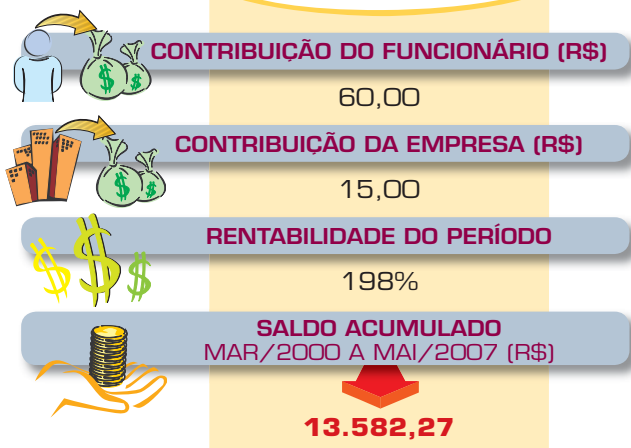 CONTRIBUIÇÃO DO FUNCIONÁRIO (R$)
60,00
CONTRIBUIÇÃO DA EMPRESA (R$)
15,00
RENTABILIDADE DO PERÍODO
198%
SALDO ACUMULADO
MAR/2000 A MAI/2007 (R$)
13.582,27